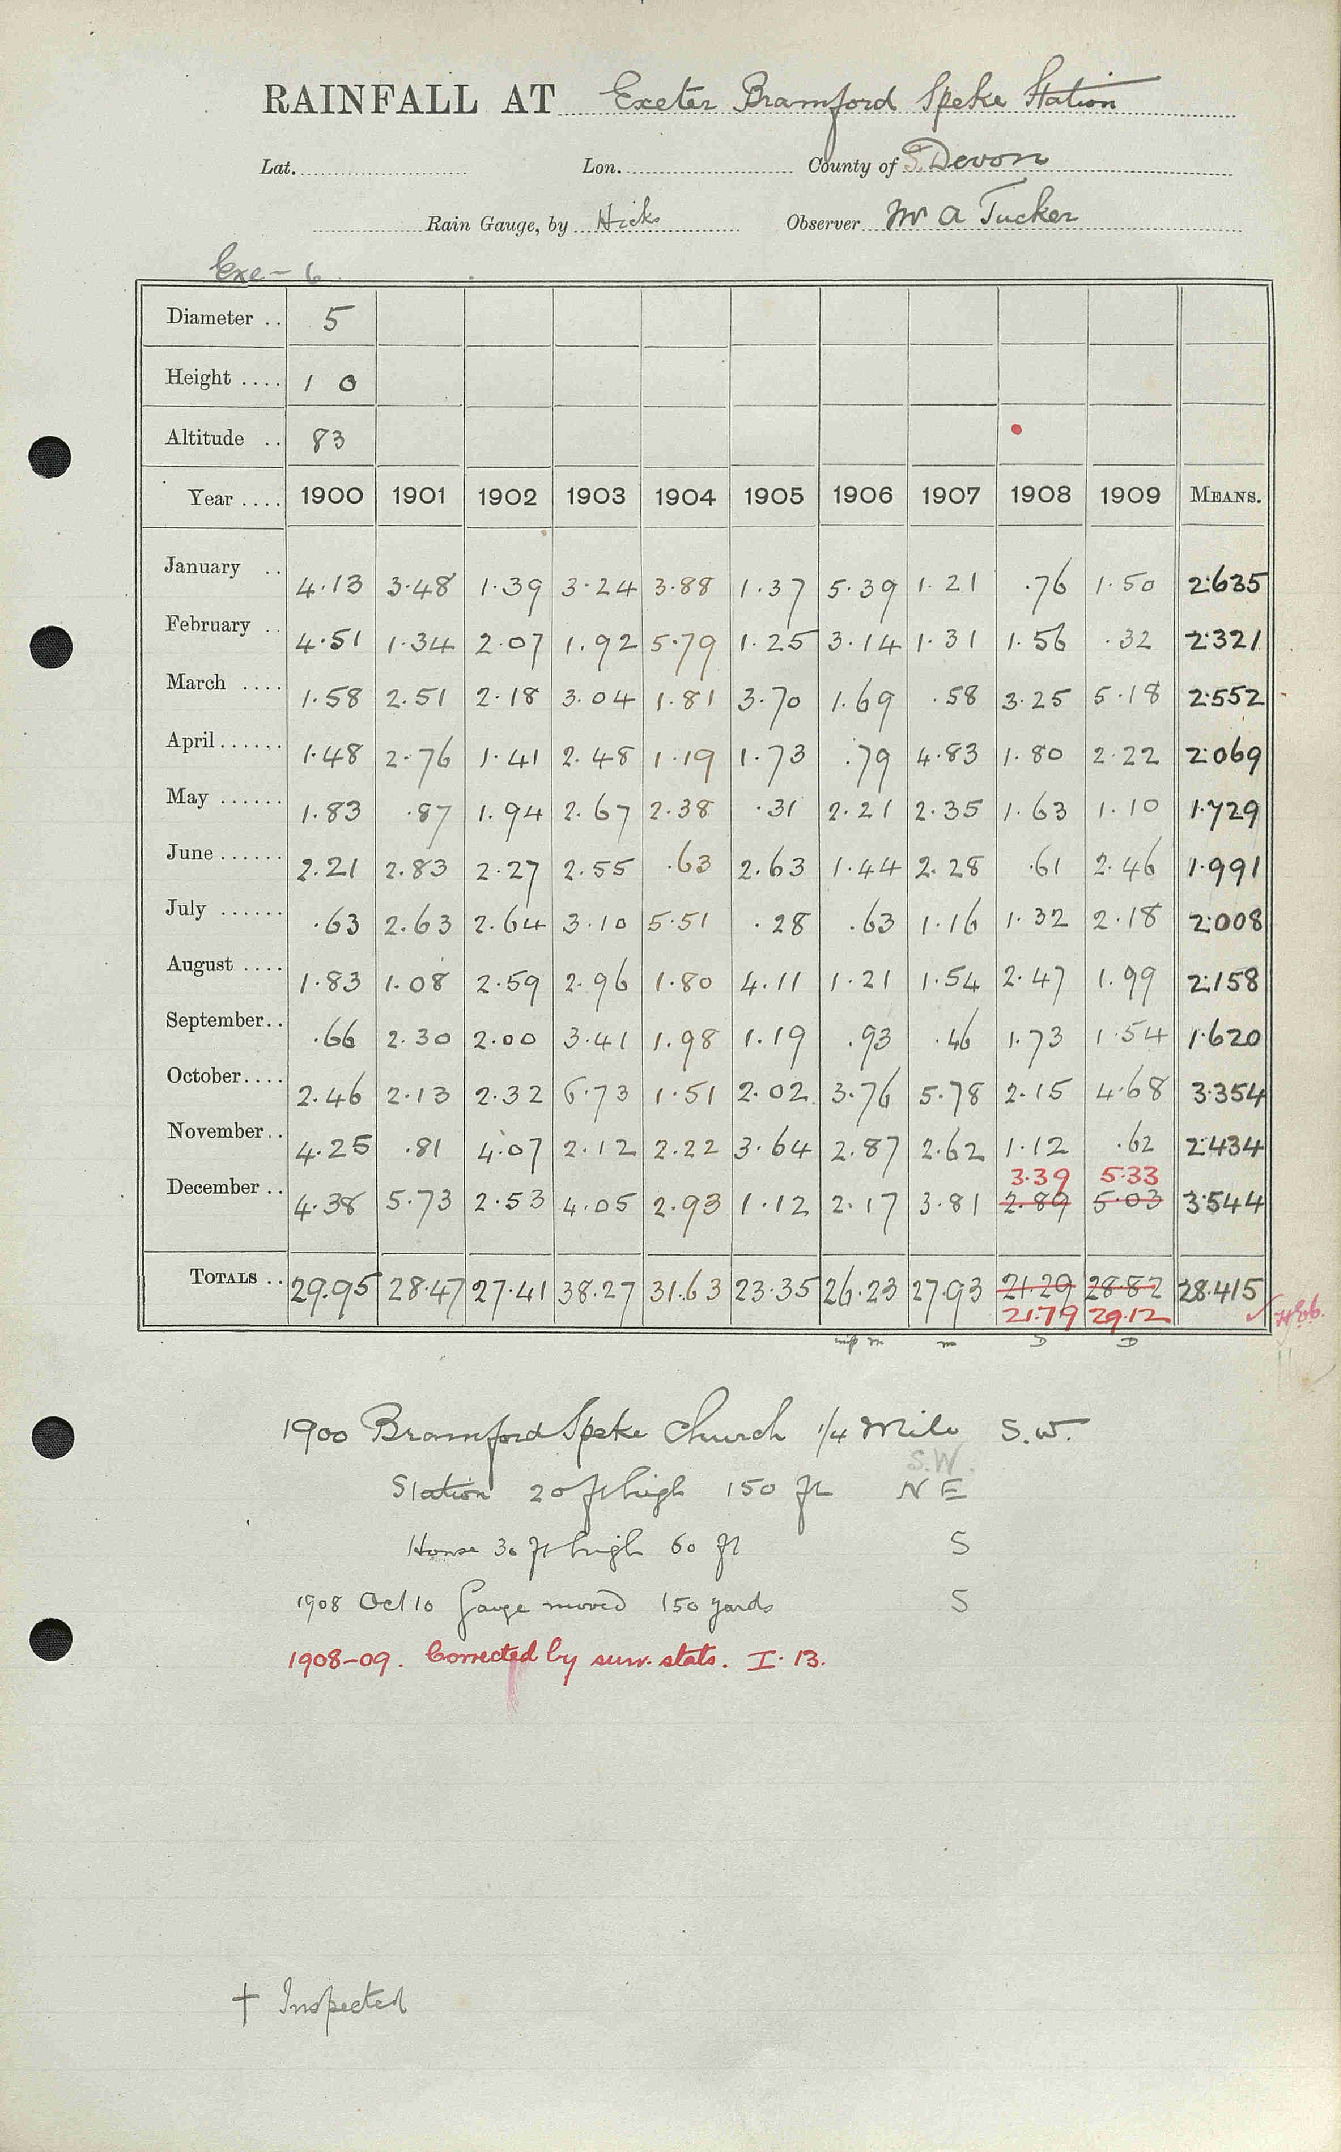 RAINFALL AT Exeter Bramford Speke Station
Lat. Lon. County of S. Devon
Rain Gauge, by Hicks Observer Mr A Tucker
Exe - 6
Diameter .. 5
Height .... 1 0
Altitude .. 83
Year .... 1900 1901 1902 1903 1904 1905 1906 1907 1908 1909 MEANS.
January .. 4.13 3.48 1.39 3.24 3.88 1.37 5.39 1.21 .76 1.50 2.635
February .. 4.51 1.34 2.07 1.92 5.79 1.25 3.14 1.31 1.56 .32 2.321
March .... 1.58 2.51 2.18 3.04 1.81 3.70 1.69 .58 3.25 5.18 2.552
April...... 1.48 2.76 1.41 2.48 1.19 1.73 .79 4.83 1.80 2.22 2.069
May ...... 1.83 .87 1.94 2.67 2.38 .31 2.21 2.35 1.63 1.10 1.729
June...... 2.21 2.83 2.27 2.55 .63 2.63 1.44 2.28 .61 2.46 1.991
July ...... .63 2.63 2.64 3.10 5.51 .28 .63 1.16 1.32 2.18 2.008
August .... 1.83 1.08 2.59 2.96 1.80 4.11 1.21 1.54 2.47 1.99 2.158
September.. .66 2.30 2.00 3.41 1.98 1.19 .93 .46 1.73 1.54 1.620
October.... 2.46 2.13 2.32 6.73 1.51 2.02 3.76 5.78 2.15 4.68 3.354
November.. 4.25 .81 4.07 2.12 2.22 3.64 2.87 2.62 1.12 .62 2.434
3.39 5.33
December .. 4.38 5.73 2.53 4.05 2.93 1.12 2.17 3.81 2.89 5.03 3.544
TOTALS .. 29.95 28.47 27.41 38.27 31.63 23.35 26.23 27.93 21.29 28.82 28.415
21.79 29.12
1900 Bramford Speke Church 1/4 Mile S.W.
S.W.
Station 20 ft high 150 ft N E
House 30 ft high 60 ft S
1908 Oct 10 Gauge moved 150 yards S
1908-09. Corrected by surr. stats. I. 13.
† Inspected